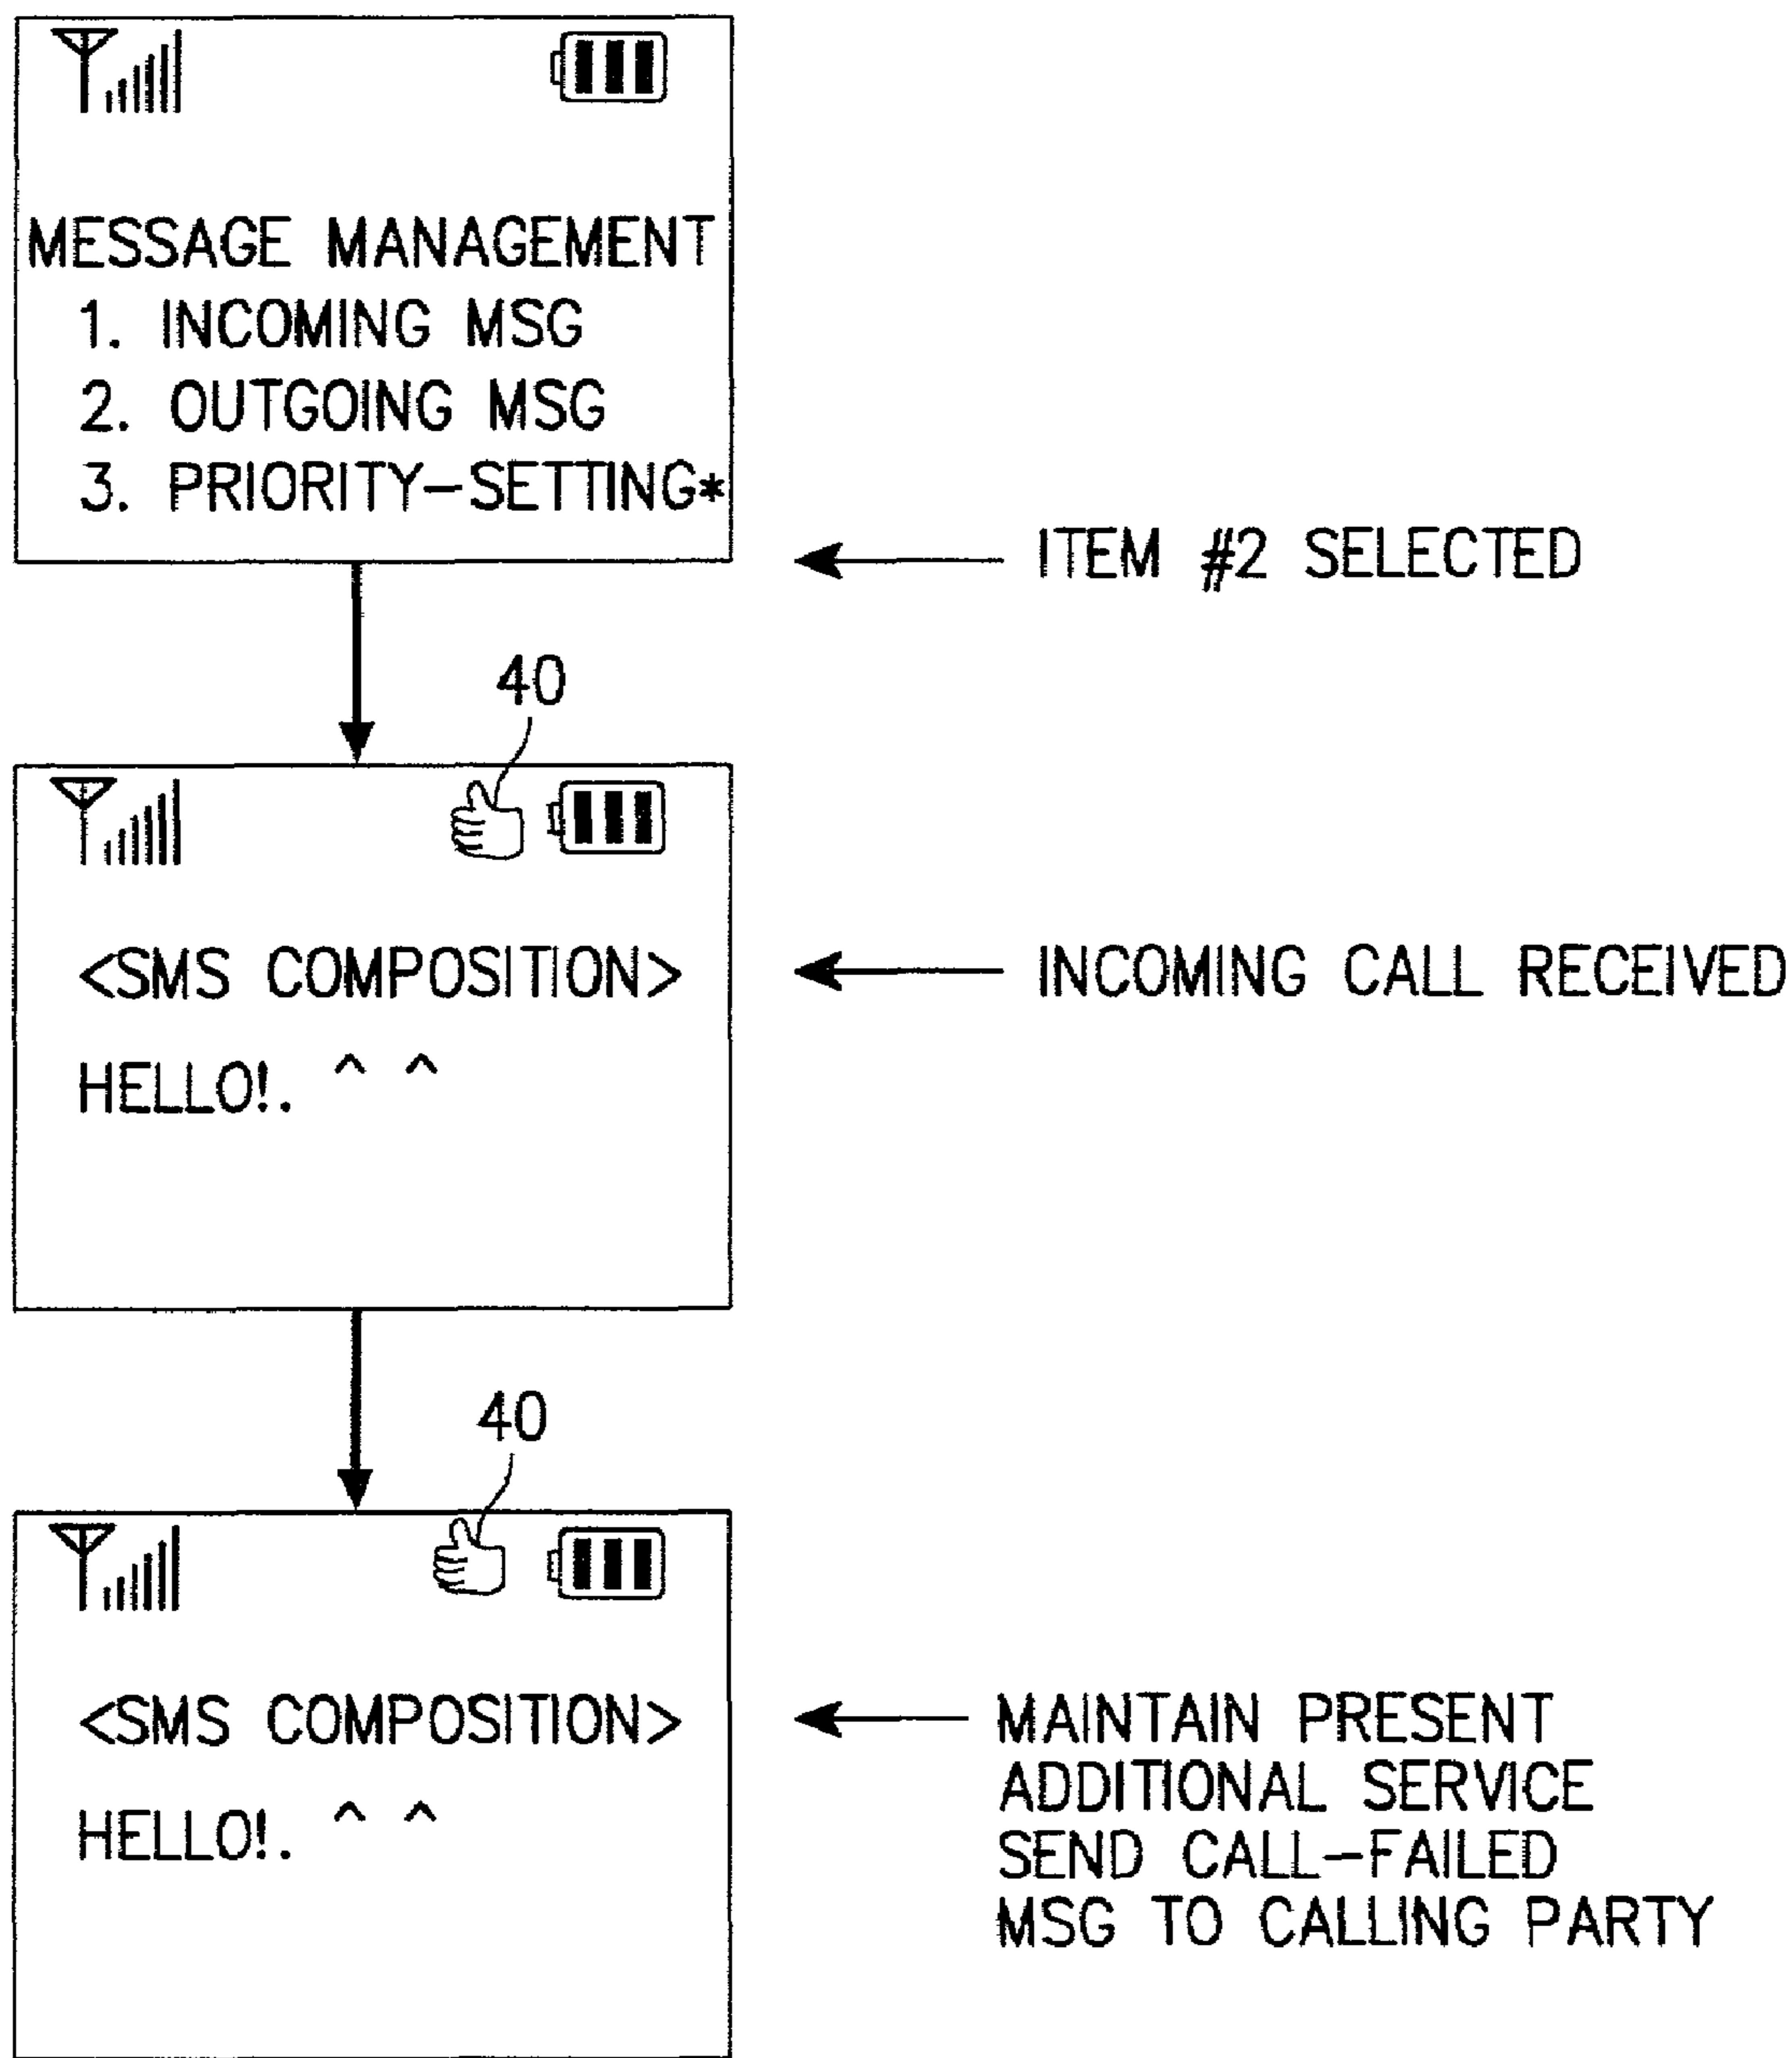 MESSAGE MANAGEMENT
1. INCOMING MSG
2. OUTGOING MSG
3. PRIORITY-SETTING*
ITEM #2 SELECTED
40
<SMS COMPOSITION>
HELLO!. ^ ^
INCOMING CALL RECEIVED
40
<SMS COMPOSITION>
HELLO!. ^ ^
MAINTAIN PRESENT
ADDITIONAL SERVICE
SEND CALL-FAILED
MSG TO CALLING PARTY